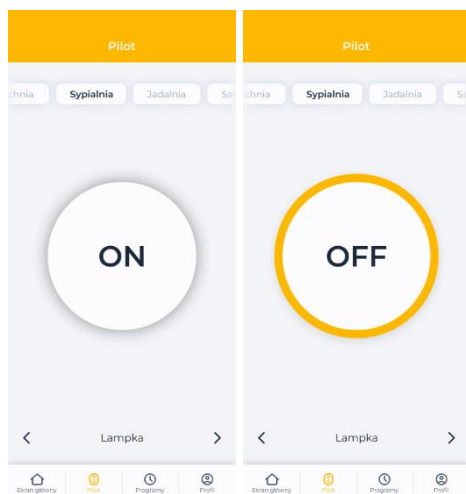 Pilot
chnia Sypialnia Jadalnia Sa
ON
Lampka
Ekran główny Pilot Programy Profil
Pilot
chnia Sypialnia Jadalnia S
OFF
Lampka
Ekran główny Pilot Programy Profil